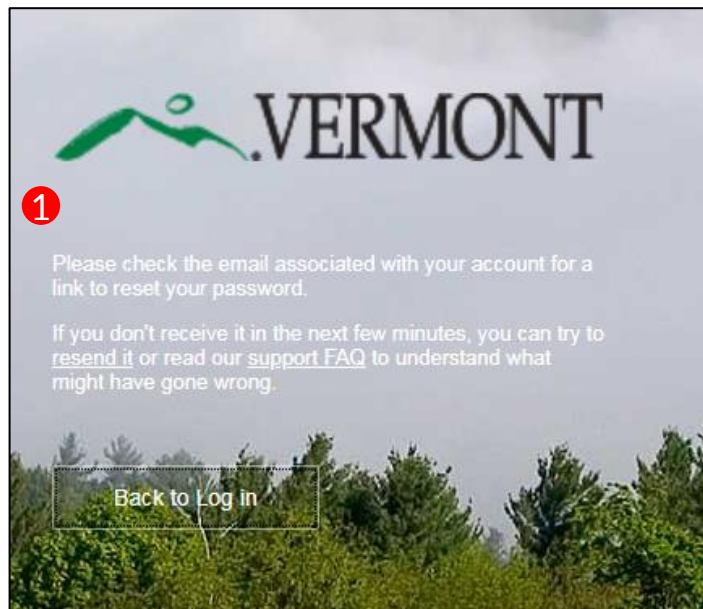 .VERMONT
1
Please check the email associated with your account for a
link to reset your password.
If you don't receive it in the next few minutes, you can try to
resend it or read our support FAQ to understand what
might have gone wrong.
Back to Log in